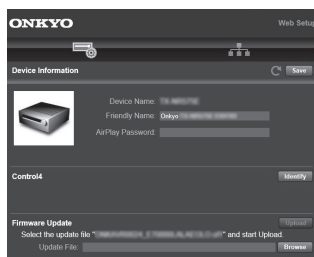 ONKYO
Web Setup
Device Information
Save
Device Name:
Friendly Name: Onkyo
AirPlay Password:
Control4
Identify
Firmware Update
Upload
Select the update file " " and start Upload.
Update File:
Browse